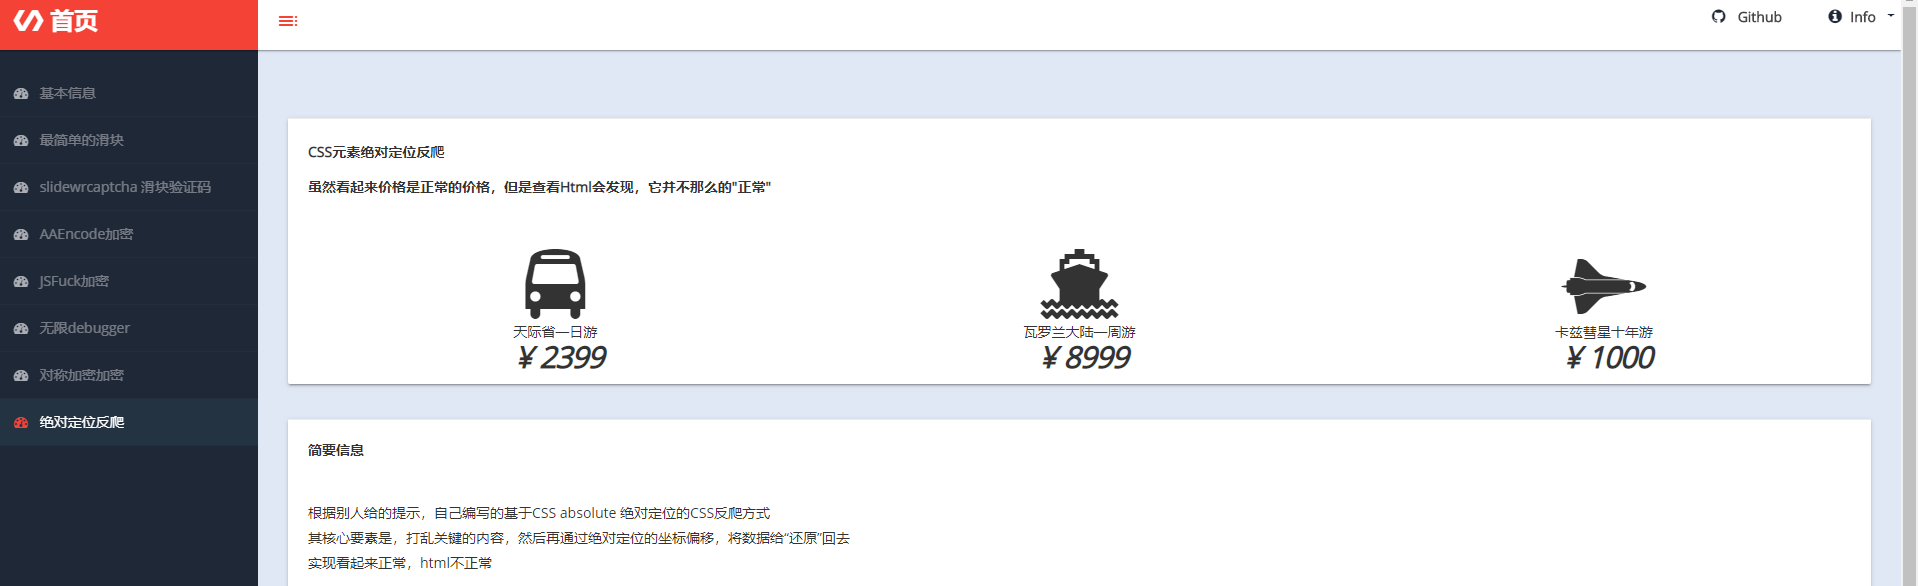 首页
Github
Info
基本信息
最简单的滑块
slidewrcaptcha 滑块验证码
AAEncode加密
JSFuck加密
无限debugger
对称加密加密
绝对定位反爬
CSS元素绝对定位反爬
虽然看起来价格是正常的价格，但是查看Html会发现，它并不那么的"正常"
天际省一日游
¥ 2399
瓦罗兰大陆一周游
¥ 8999
卡兹彗星十年游
¥ 1000
简要信息
根据别人给的提示，自己编写的基于CSS absolute 绝对定位的CSS反爬方式
其核心要素是，打乱关键的内容，然后再通过绝对定位的坐标偏移，将数据给“还原”回去
实现看起来正常，html不正常